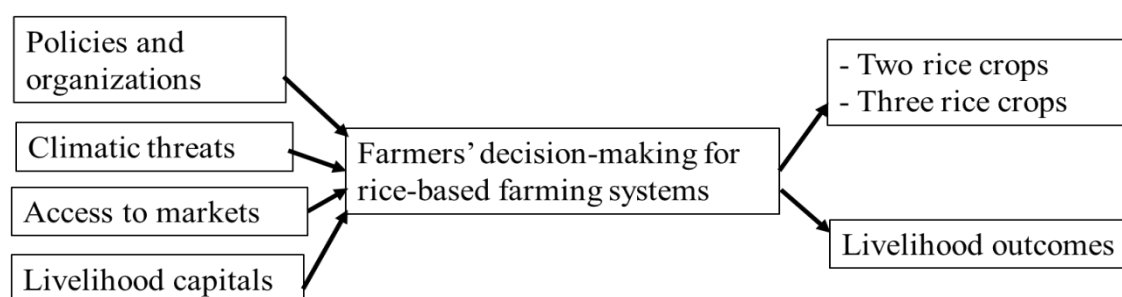 Policies and
organizations
Climatic threats
Access to markets
Livelihood capitals
Farmers’ decision-making for
rice-based farming systems
- Two rice crops
- Three rice crops
Livelihood outcomes